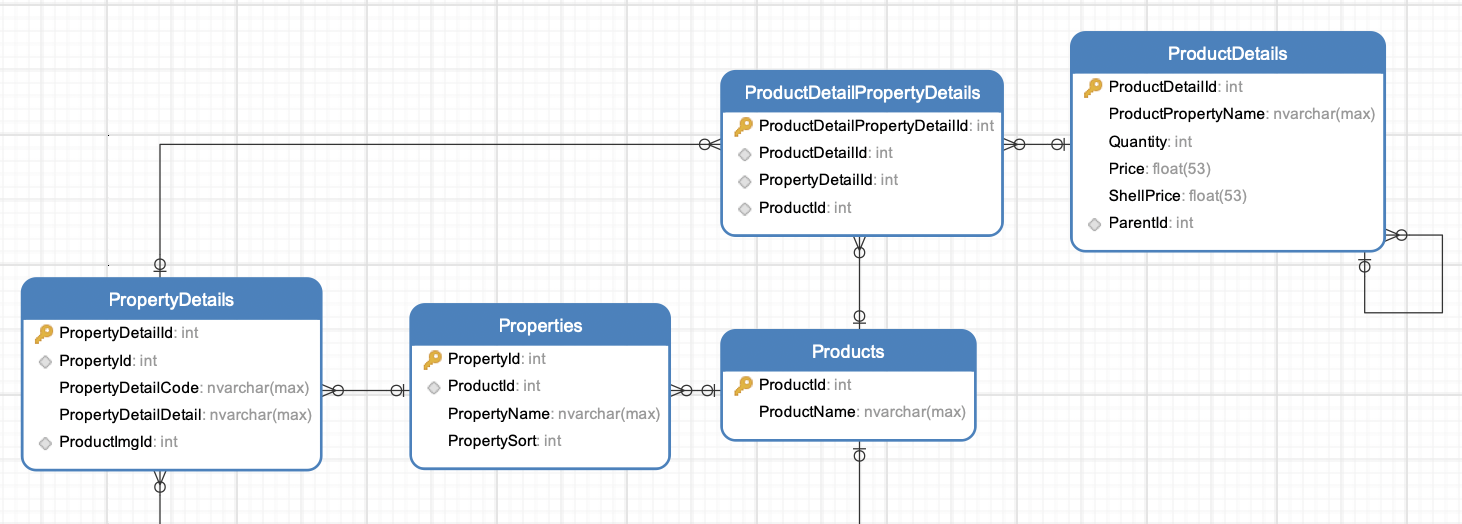 ProductDetails
ProductDetailId: int
ProductPropertyName: nvarchar(max)
Quantity: int
Price: float(53)
ShellPrice: float(53)
ParentId: int
ProductDetailPropertyDetails
ProductDetailPropertyDetailId: int
ProductDetailId: int
PropertyDetailId: int
ProductId: int
PropertyDetails
PropertyDetailId: int
PropertyId: int
PropertyDetailCode: nvarchar(max)
PropertyDetailDetail: nvarchar(max)
ProductImgId: int
Properties
PropertyId: int
ProductId: int
PropertyName: nvarchar(max)
PropertySort: int
Products
ProductId: int
ProductName: nvarchar(max)